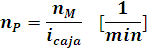 n_P = n_M / i_caja [1/min]